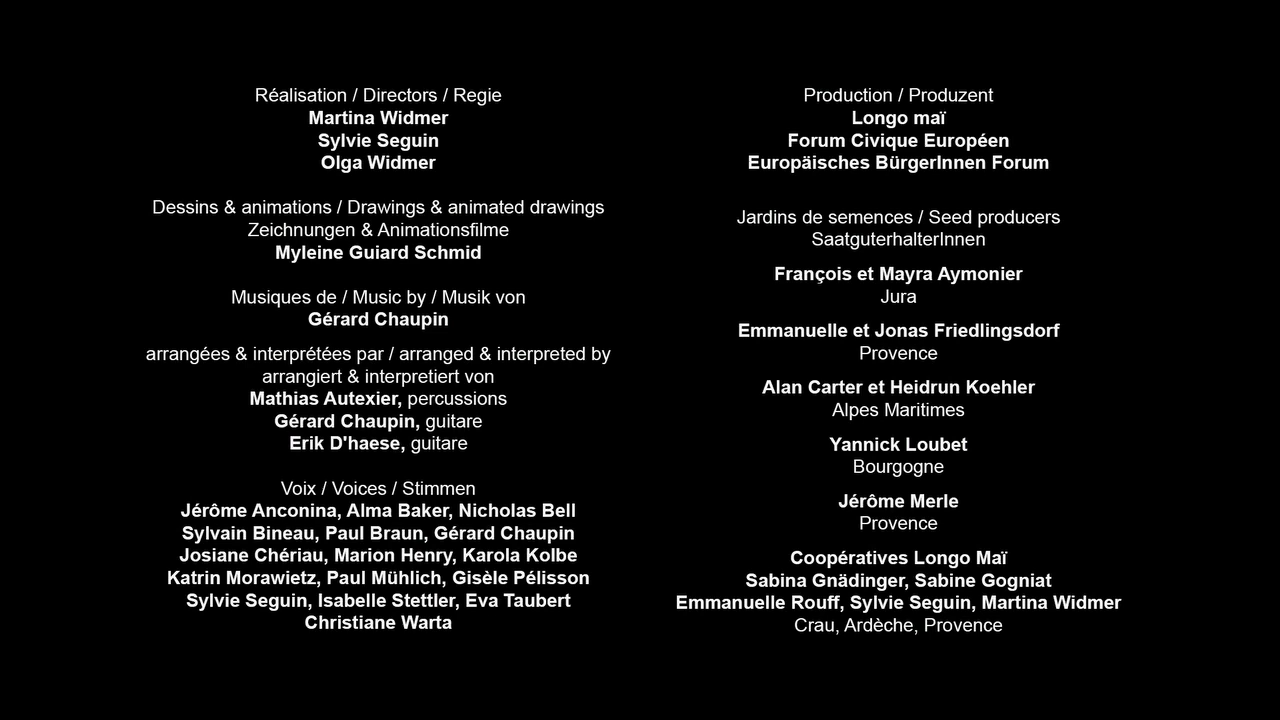 Réalisation / Directors / Regie
Martina Widmer
Sylvie Seguin
Olga Widmer
Dessins & animations / Drawings & animated drawings
Zeichnungen & Animationsfilme
Myleine Guiard Schmid
Musiques de / Music by / Musik von
Gérard Chaupin
arrangées & interprétées par / arranged & interpreted by
arrangiert & interpretiert von
Mathias Autexier, percussions
Gérard Chaupin, guitare
Erik D'haese, guitare
Voix / Voices / Stimmen
Jérôme Anconina, Alma Baker, Nicholas Bell
Sylvain Bineau, Paul Braun, Gérard Chaupin
Josiane Chériau, Marion Henry, Karola Kolbe
Katrin Morawietz, Paul Mühlich, Gisèle Pélisson
Sylvie Seguin, Isabelle Stettler, Eva Taubert
Christiane Warta
Production / Produzent
Longo maï
Forum Civique Européen
Europäisches BürgerInnen Forum
Jardins de semences / Seed producers
SaatguterhalterInnen
François et Mayra Aymonier
Jura
Emmanuelle et Jonas Friedlingsdorf
Provence
Alan Carter et Heidrun Koehler
Alpes Maritimes
Yannick Loubet
Bourgogne
Jérôme Merle
Provence
Coopératives Longo Maï
Sabina Gnädinger, Sabine Gogniat
Emmanuelle Rouff, Sylvie Seguin, Martina Widmer
Crau, Ardèche, Provence